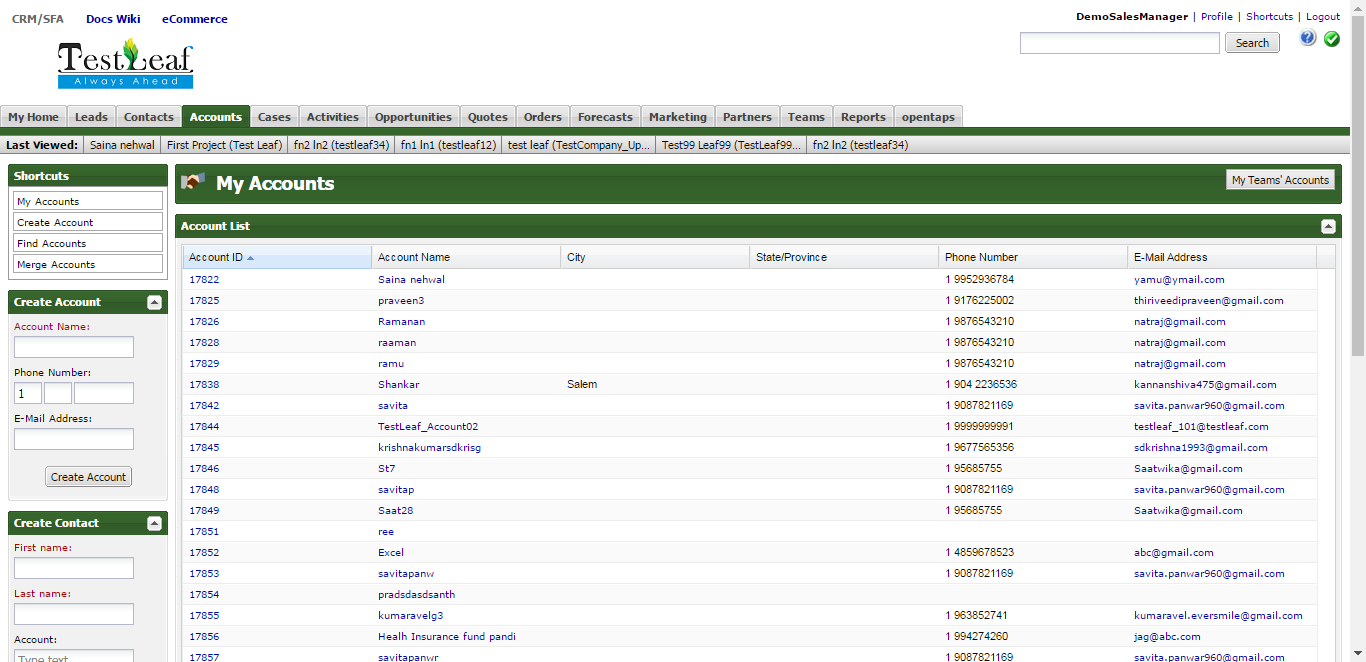 CRM/SFA Docs Wiki eCommerce
DemoSalesManager | Profile | Shortcuts | Logout
Search
TestLeaf
Always Ahead
My Home Leads Contacts Accounts Cases Activities Opportunities Quotes Orders Forecasts Marketing Partners Teams Reports opentaps
Last Viewed: Saina nehwal First Project (Test Leaf) fn2 ln2 (testleaf34) fn1 ln1 (testleaf12) test leaf (TestCompany_Up... Test99 Leaf99 (TestLeaf99... fn2 ln2 (testleaf34)
Shortcuts
My Accounts
Create Account
Find Accounts
Merge Accounts
Create Account
Account Name:
Phone Number:
1
E-Mail Address:
Create Account
Create Contact
First name:
Last name:
Account:
Type text
My Accounts
My Teams' Accounts
Account List
Account ID Account Name City State/Province Phone Number E-Mail Address
17822 Saina nehwal 1 9952936784 yamu@ymail.com
17825 praveen3 1 9176225002 thiriveedipraveen@gmail.com
17826 Ramanan 1 9876543210 natraj@gmail.com
17828 raaman 1 9876543210 natraj@gmail.com
17829 ramu 1 9876543210 natraj@gmail.com
17838 Shankar Salem 1 904 2236536 kannanshiva475@gmail.com
17842 savita 1 9087821169 savita.panwar960@gmail.com
17844 TestLeaf_Account02 1 9999999991 testleaf_101@testleaf.com
17845 krishnakumarsdkrisg 1 9677565356 sdkrishna1993@gmail.com
17846 St7 1 95685755 Saatwika@gmail.com
17848 savitap 1 9087821169 savita.panwar960@gmail.com
17849 Saat28 1 95685755 Saatwika@gmail.com
17851 ree
17852 Excel 1 4859678523 abc@gmail.com
17853 savitapanw 1 9087821169 savita.panwar960@gmail.com
17854 pradsdasdsanth
17855 kumaravelg3 1 963852741 kumaravel.eversmile@gmail.com
17856 Healh Insurance fund pandi 1 994274260 jag@abc.com
17857 savitapanwr 1 9087821169 savita.panwar960@gmail.com